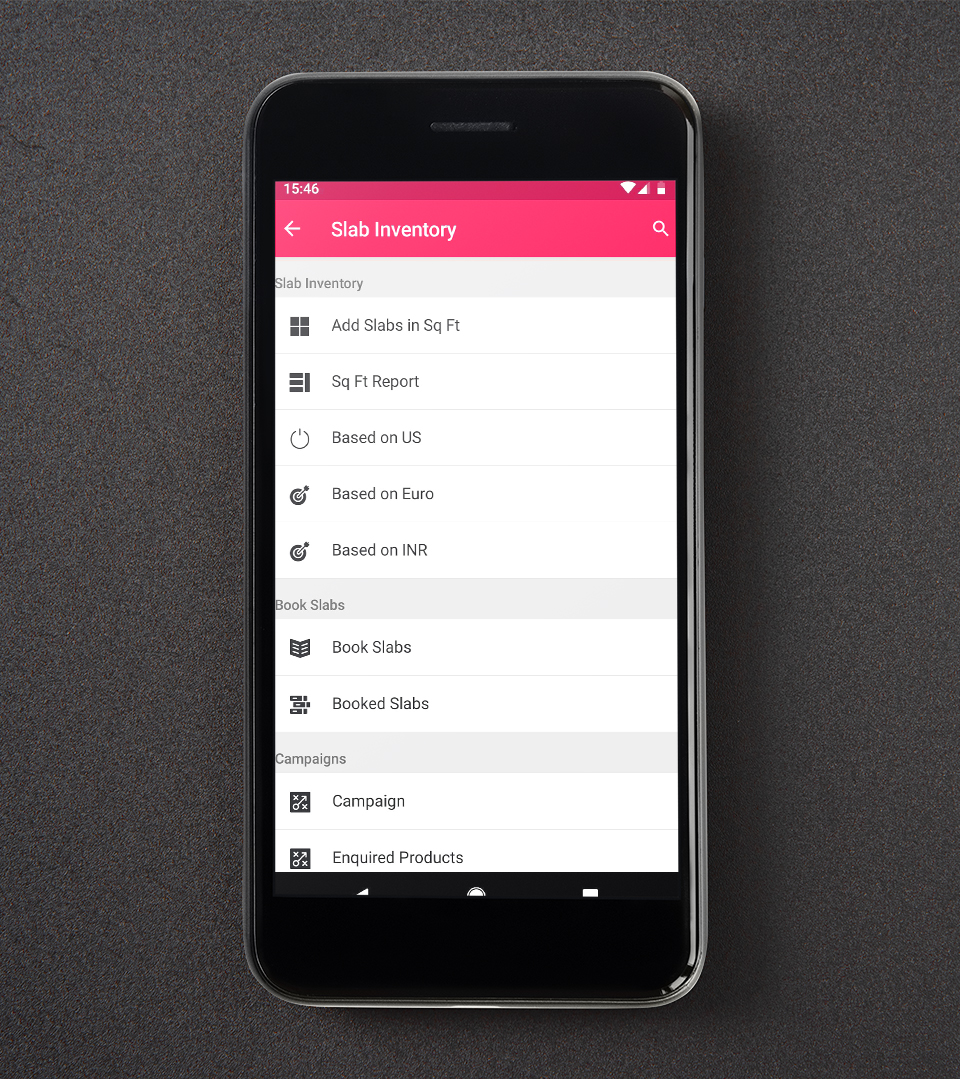 15:46
Slab Inventory
Slab Inventory
Add Slabs in Sq Ft
Sq Ft Report
Based on US
Based on Euro
Based on INR
Book Slabs
Book Slabs
Booked Slabs
Campaigns
Campaign
Enquired Products